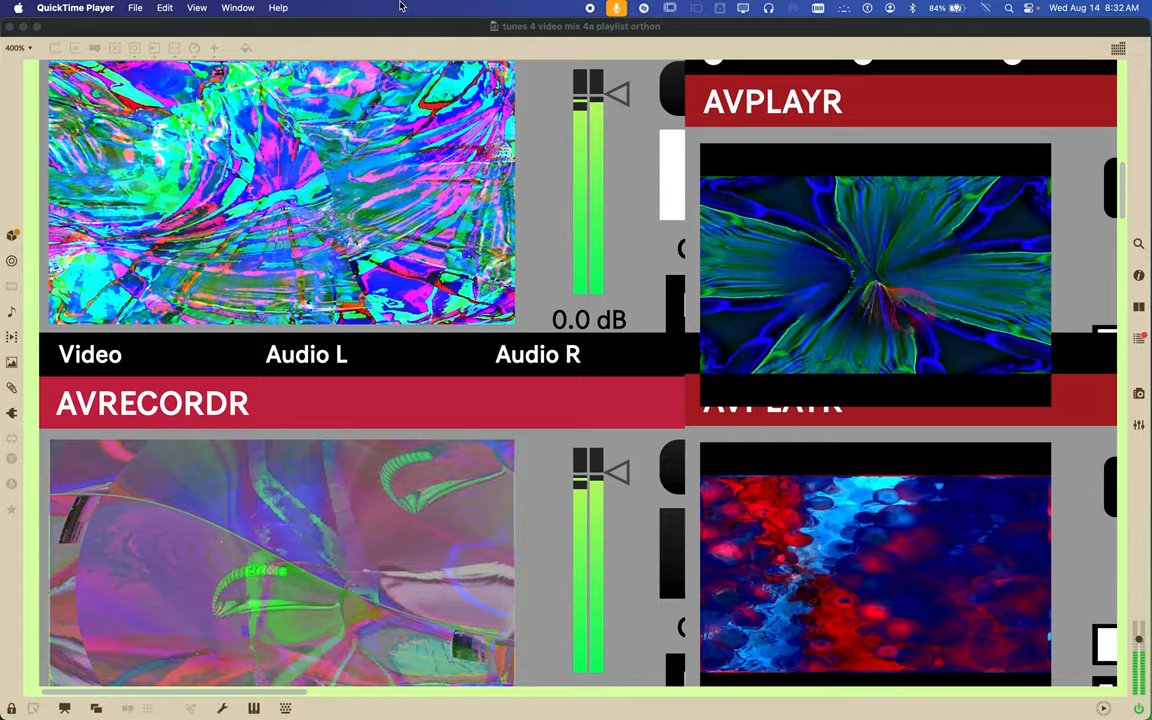 QuickTime Player File Edit View Window Help 84% Wed Aug 14 8:32 AM
tunes 4 video mix 4a playlist orthon
400%
AVPLAYR
0.0 dB
Video Audio L Audio R
AVRECORDR
AVPLAYR